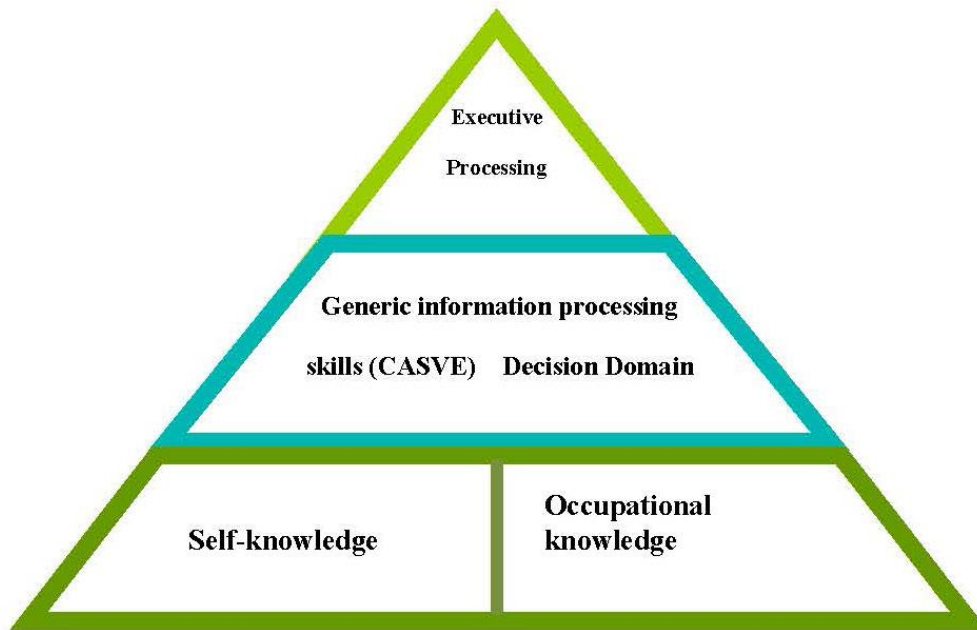 Executive
Processing
Generic information processing
skills (CASVE) Decision Domain
Self-knowledge
Occupational
knowledge